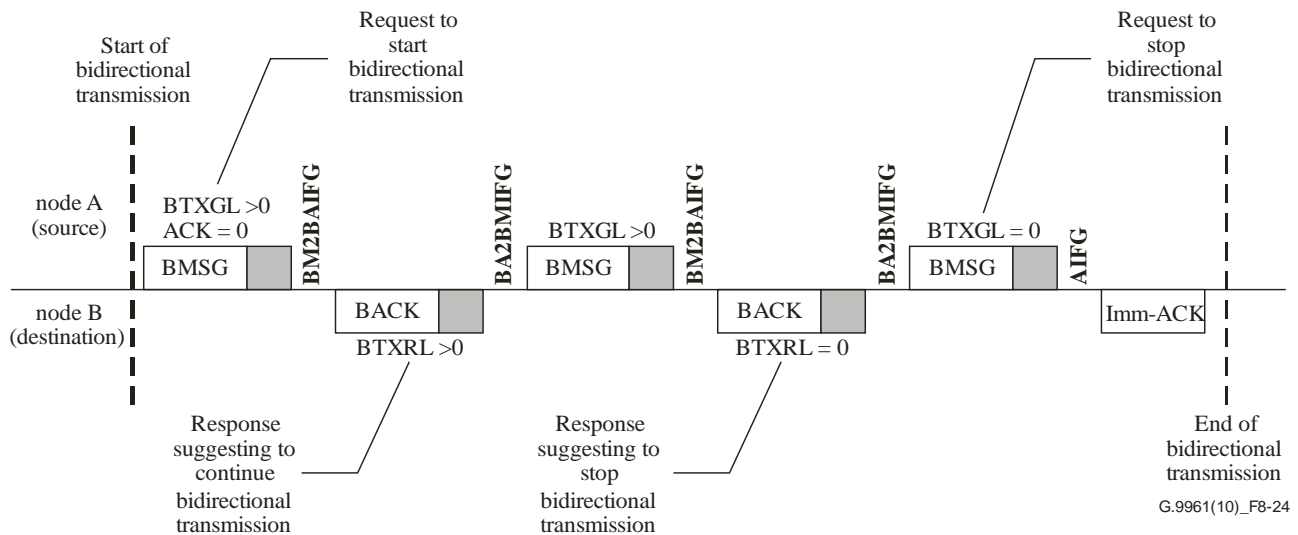 Start of
bidirectional
transmission
Request to
start
bidirectional
transmission
Request to
stop
bidirectional
transmission
node A
(source)
BTXGL >0
ACK = 0
BMSG
BM2BAIFG
BA2BMIFG
BTXGL >0
BMSG
BM2BAIFG
BA2BMIFG
BTXGL = 0
BMSG
AIFG
node B
(destination)
BACK
BTXRL >0
BACK
BTXRL = 0
Imm-ACK
Response
suggesting to
continue
bidirectional
transmission
Response
suggesting to
stop
bidirectional
transmission
End of
bidirectional
transmission
G.9961(10)_F8-24